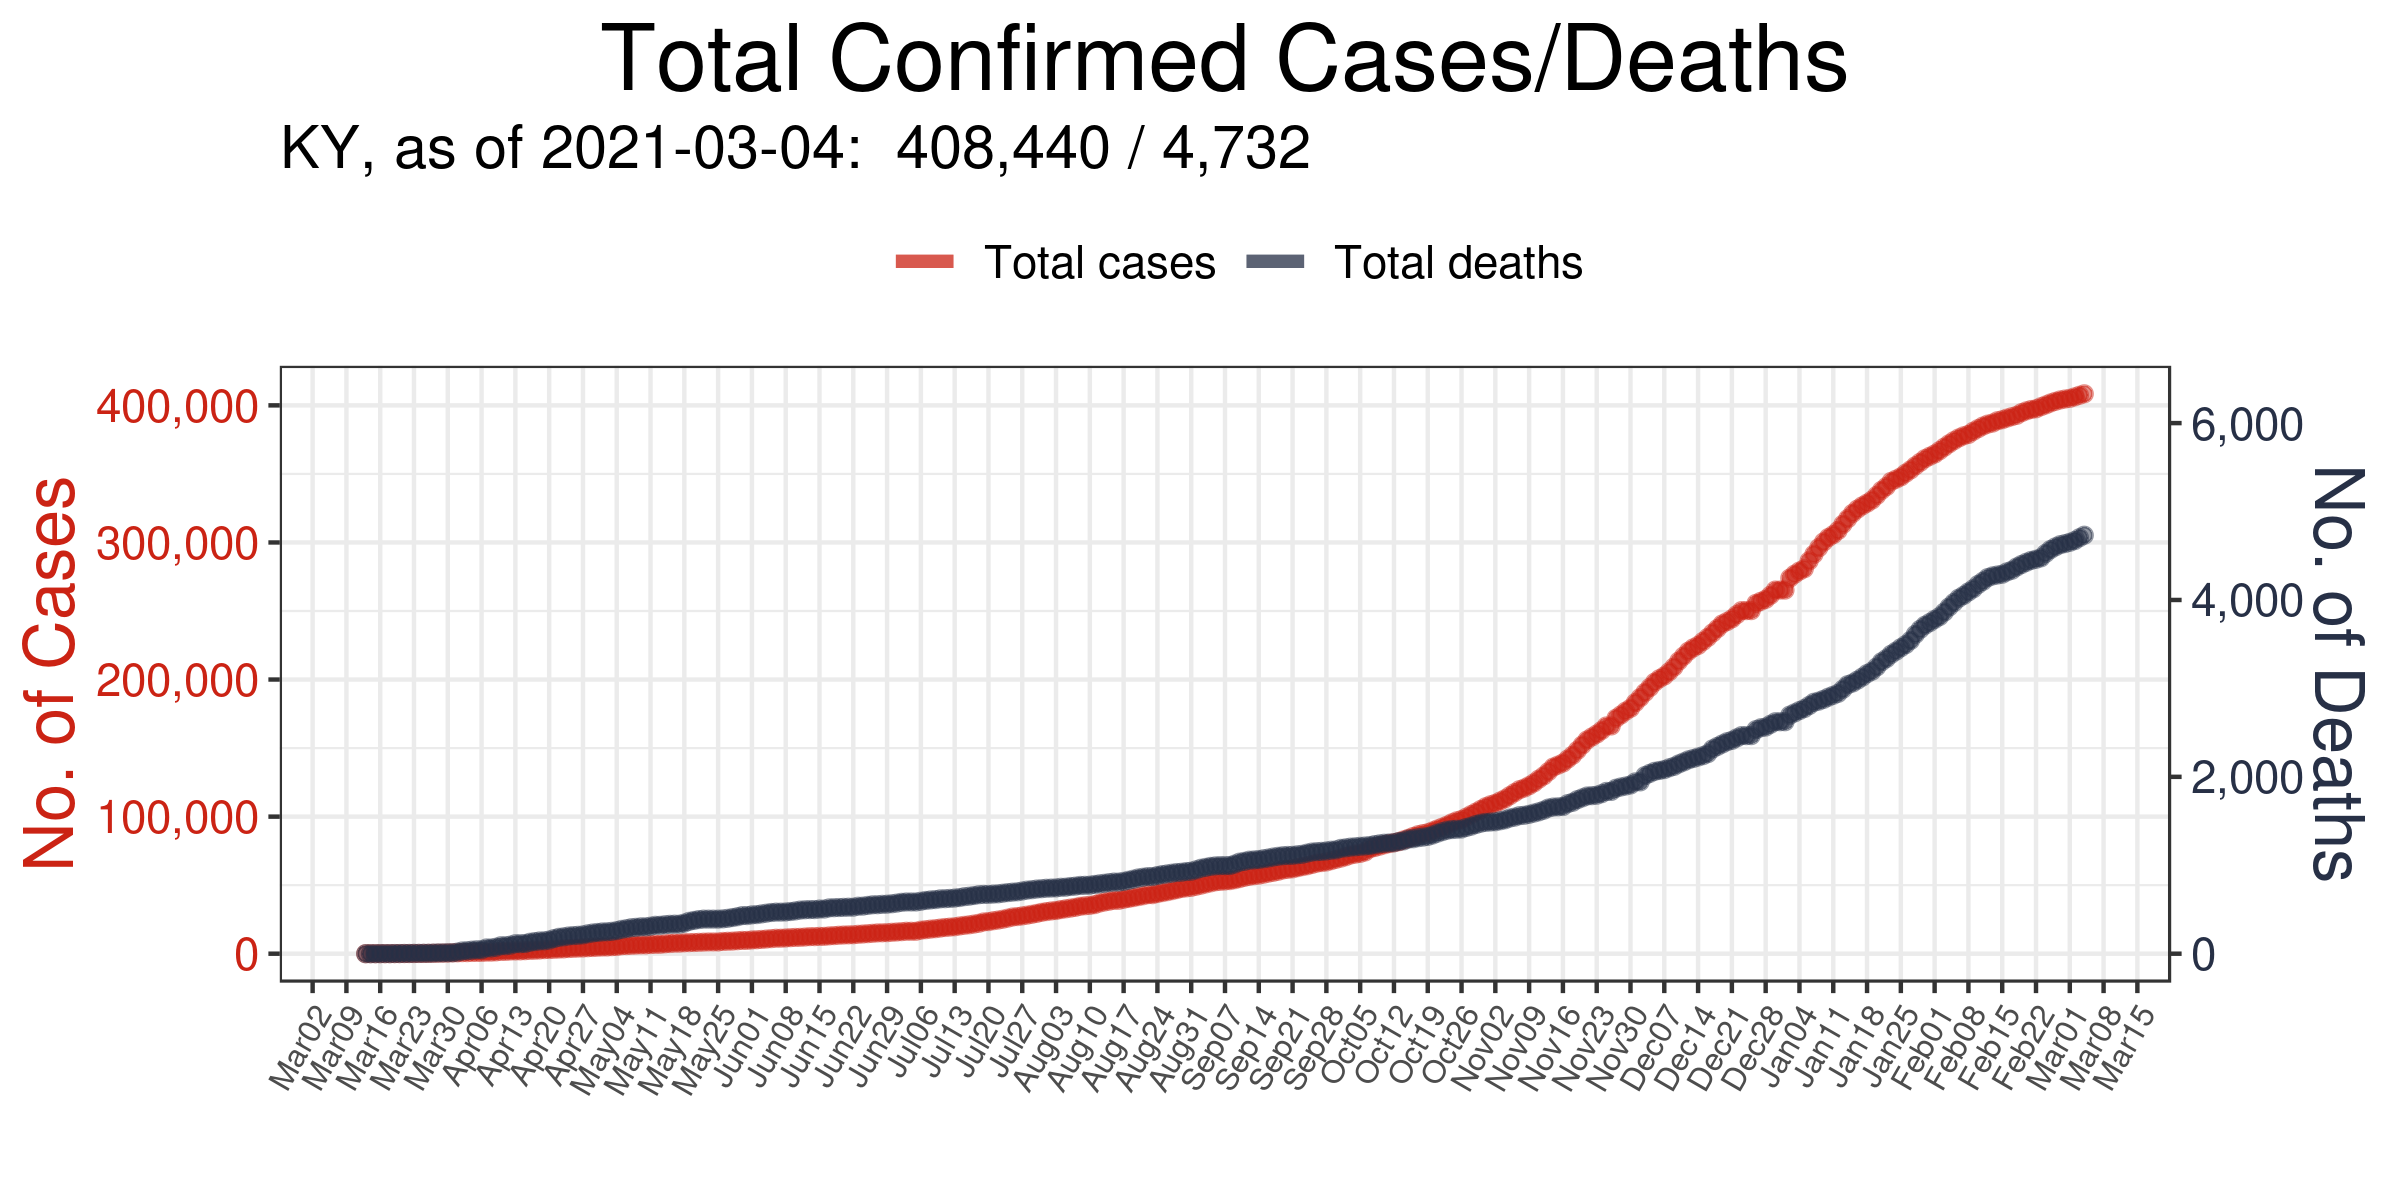 Total Confirmed Cases/Deaths
KY, as of 2021-03-04:  408,440 / 4,732
Total cases
Total deaths
No. of Cases
400,000
300,000
200,000
100,000
0
6,000
4,000
2,000
0
No. of Deaths
Mar02
Mar09
Mar16
Mar23
Mar30
Apr06
Apr13
Apr20
Apr27
May04
May11
May18
May25
Jun01
Jun08
Jun15
Jun22
Jun29
Jul06
Jul13
Jul20
Jul27
Aug03
Aug10
Aug17
Aug24
Aug31
Sep07
Sep14
Sep21
Sep28
Oct05
Oct12
Oct19
Oct26
Nov02
Nov09
Nov16
Nov23
Nov30
Dec07
Dec14
Dec21
Dec28
Jan04
Jan11
Jan18
Jan25
Feb01
Feb08
Feb15
Feb22
Mar01
Mar08
Mar15